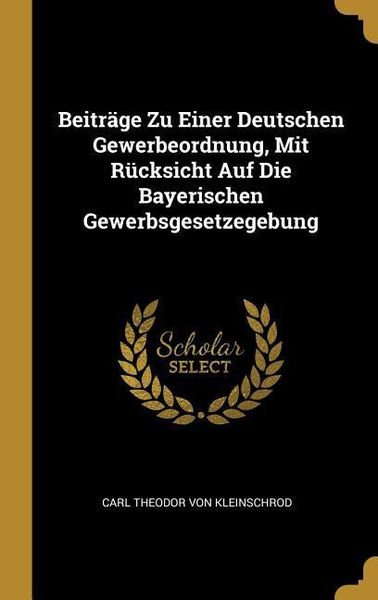 Beiträge Zu Einer Deutschen
Gewerbeordnung, Mit
Rücksicht Auf Die
Bayerischen
Gewerbsgesetzegebung
Scholar
SELECT
CARL THEODOR VON KLEINSCHROD